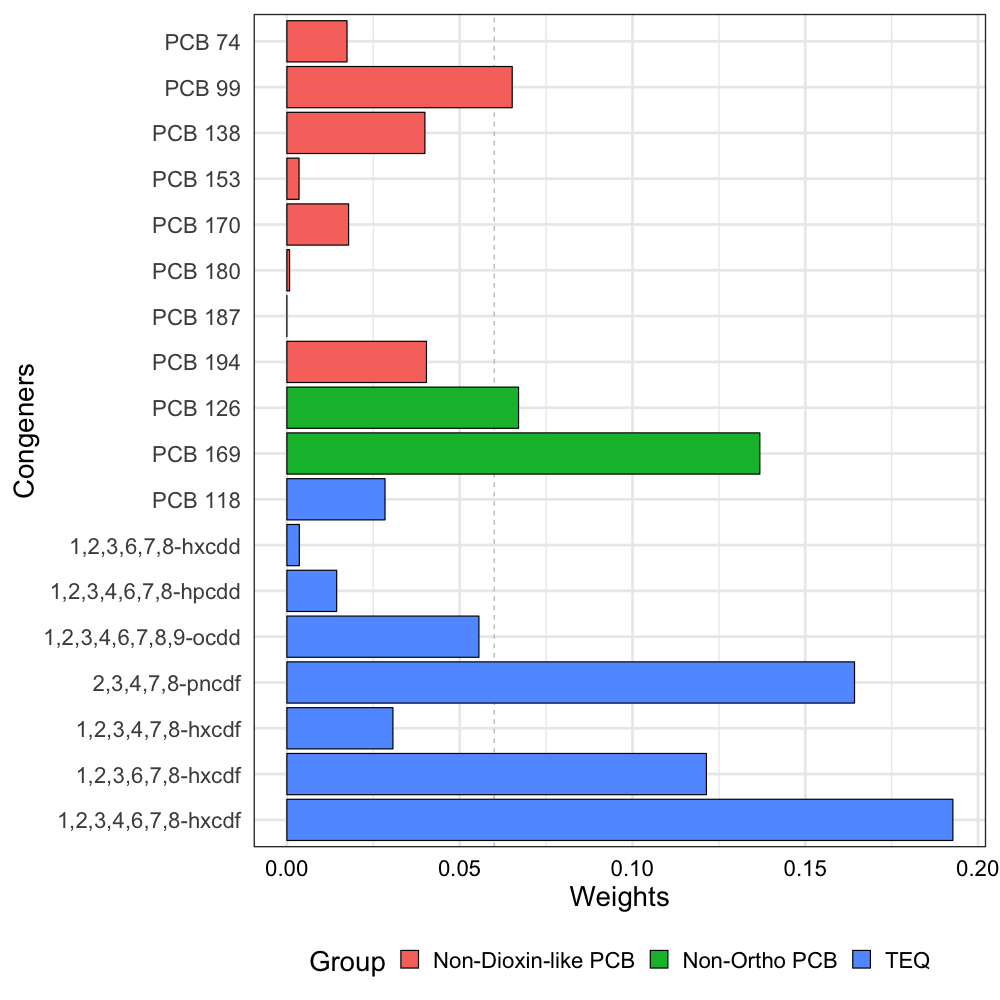 PCB 74
PCB 99
PCB 138
PCB 153
PCB 170
PCB 180
PCB 187
PCB 194
PCB 126
PCB 169
PCB 118
1,2,3,6,7,8-hxcdd
1,2,3,4,6,7,8-hpcdd
1,2,3,4,6,7,8,9-ocdd
2,3,4,7,8-pncdf
1,2,3,4,7,8-hxcdf
1,2,3,6,7,8-hxcdf
1,2,3,4,6,7,8-hxcdf
Congeners
0.00 0.05 0.10 0.15 0.20
Weights
Group Non-Dioxin-like PCB Non-Ortho PCB TEQ